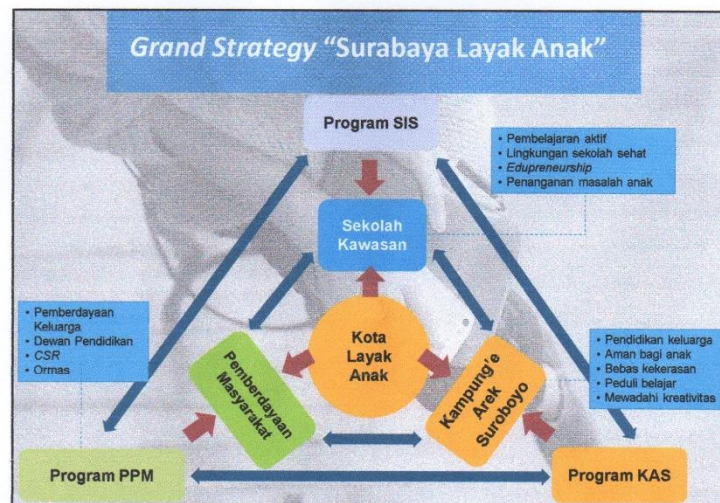 Grand Strategy “Surabaya Layak Anak”
Program SIS
• Pembelajaran aktif
• Lingkungan sekolah sehat
• Edupreneurship
• Penanganan masalah anak
Sekolah
Kawasan
• Pemberdayaan
Keluarga
• Dewan Pendidikan
• CSR
• Ormas
Pemberdayaan
Masyarakat
Kota
Layak
Anak
Kampung'e
Arek
Suroboyo
• Pendidikan keluarga
• Aman bagi anak
• Bebas kekerasan
• Peduli belajar
• Mewadahi kreativitas
Program PPM
Program KAS